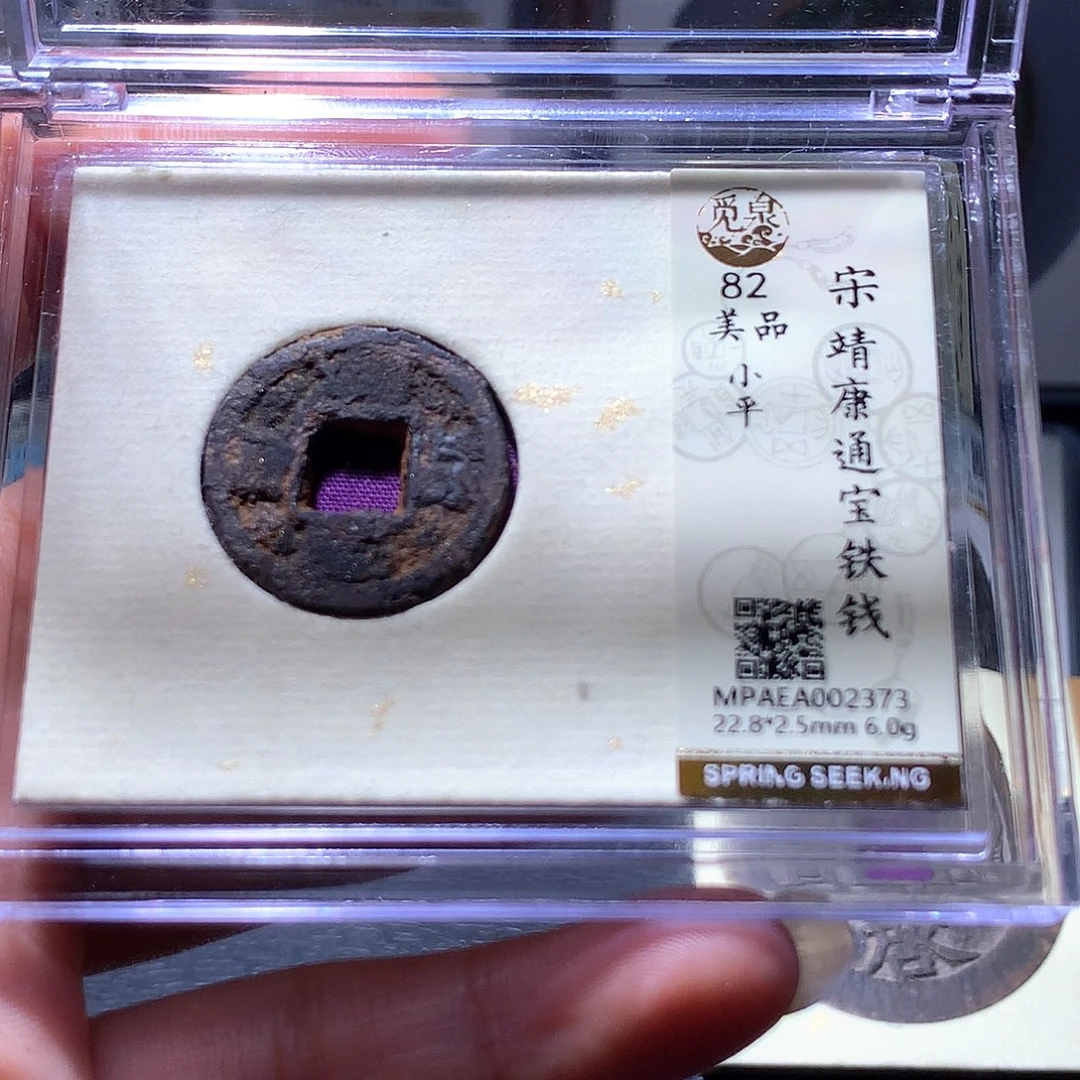 觅泉
82
美品
小平
宋 靖康通宝铁钱
MPAEA002373
22.8*2.5mm 6.0g
SPRING SEEKING